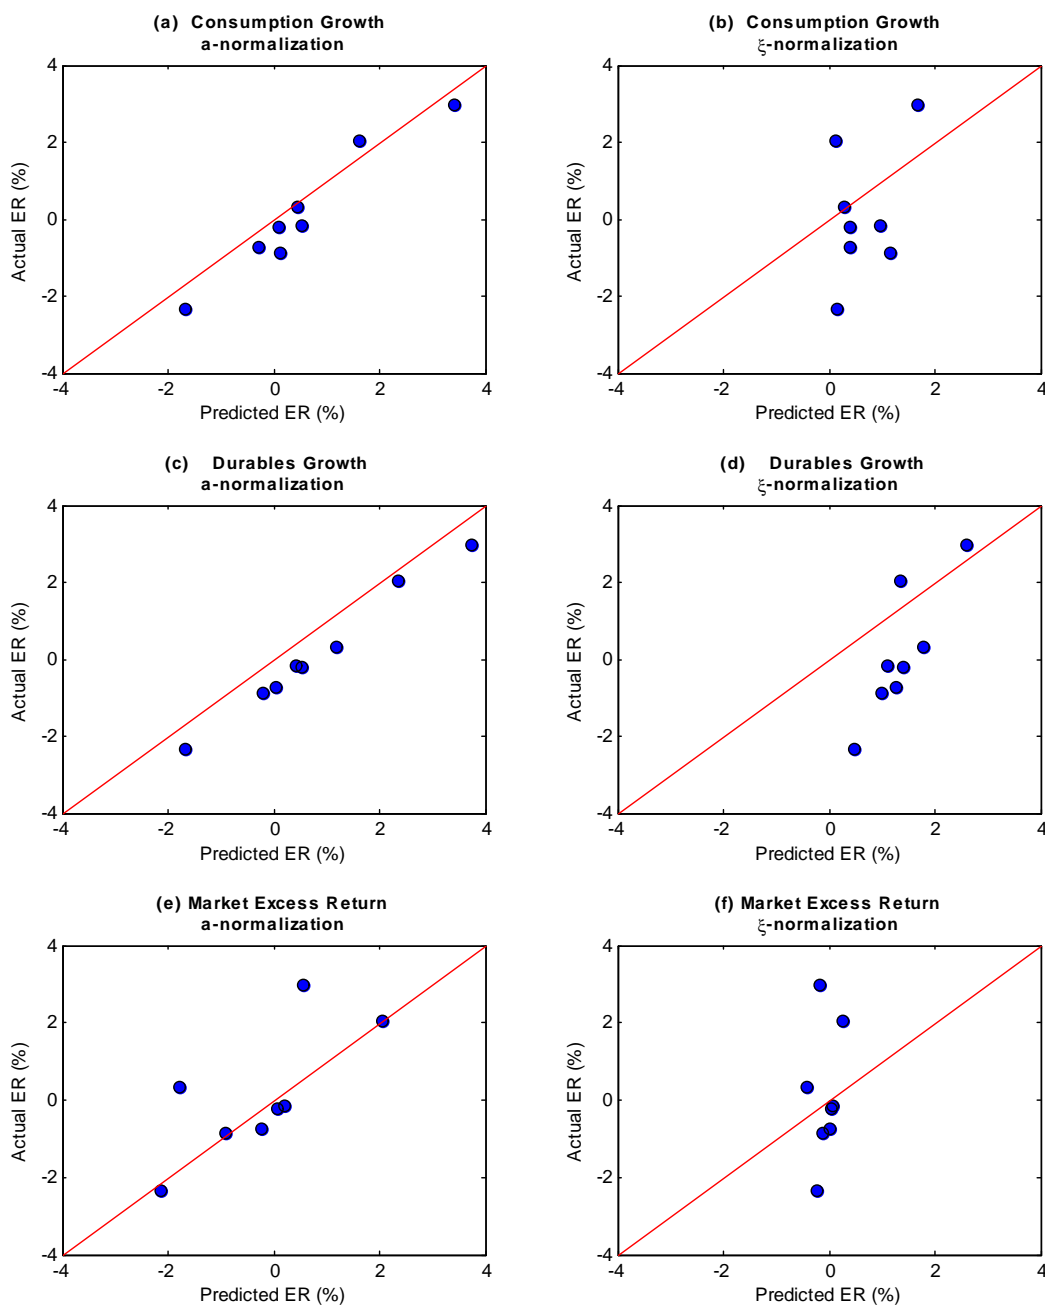 (a) Consumption Growth
a-normalization
4
2
0
-2
-4
Actual ER (%)
-4 -2 0 2 4
Predicted ER (%)
(b) Consumption Growth
ξ-normalization
4
2
0
-2
-4
Actual ER (%)
-4 -2 0 2 4
Predicted ER (%)
(c) Durables Growth
a-normalization
4
2
0
-2
-4
Actual ER (%)
-4 -2 0 2 4
Predicted ER (%)
(d) Durables Growth
ξ-normalization
4
2
0
-2
-4
Actual ER (%)
-4 -2 0 2 4
Predicted ER (%)
(e) Market Excess Return
a-normalization
4
2
0
-2
-4
Actual ER (%)
-4 -2 0 2 4
Predicted ER (%)
(f) Market Excess Return
ξ-normalization
4
2
0
-2
-4
Actual ER (%)
-4 -2 0 2 4
Predicted ER (%)